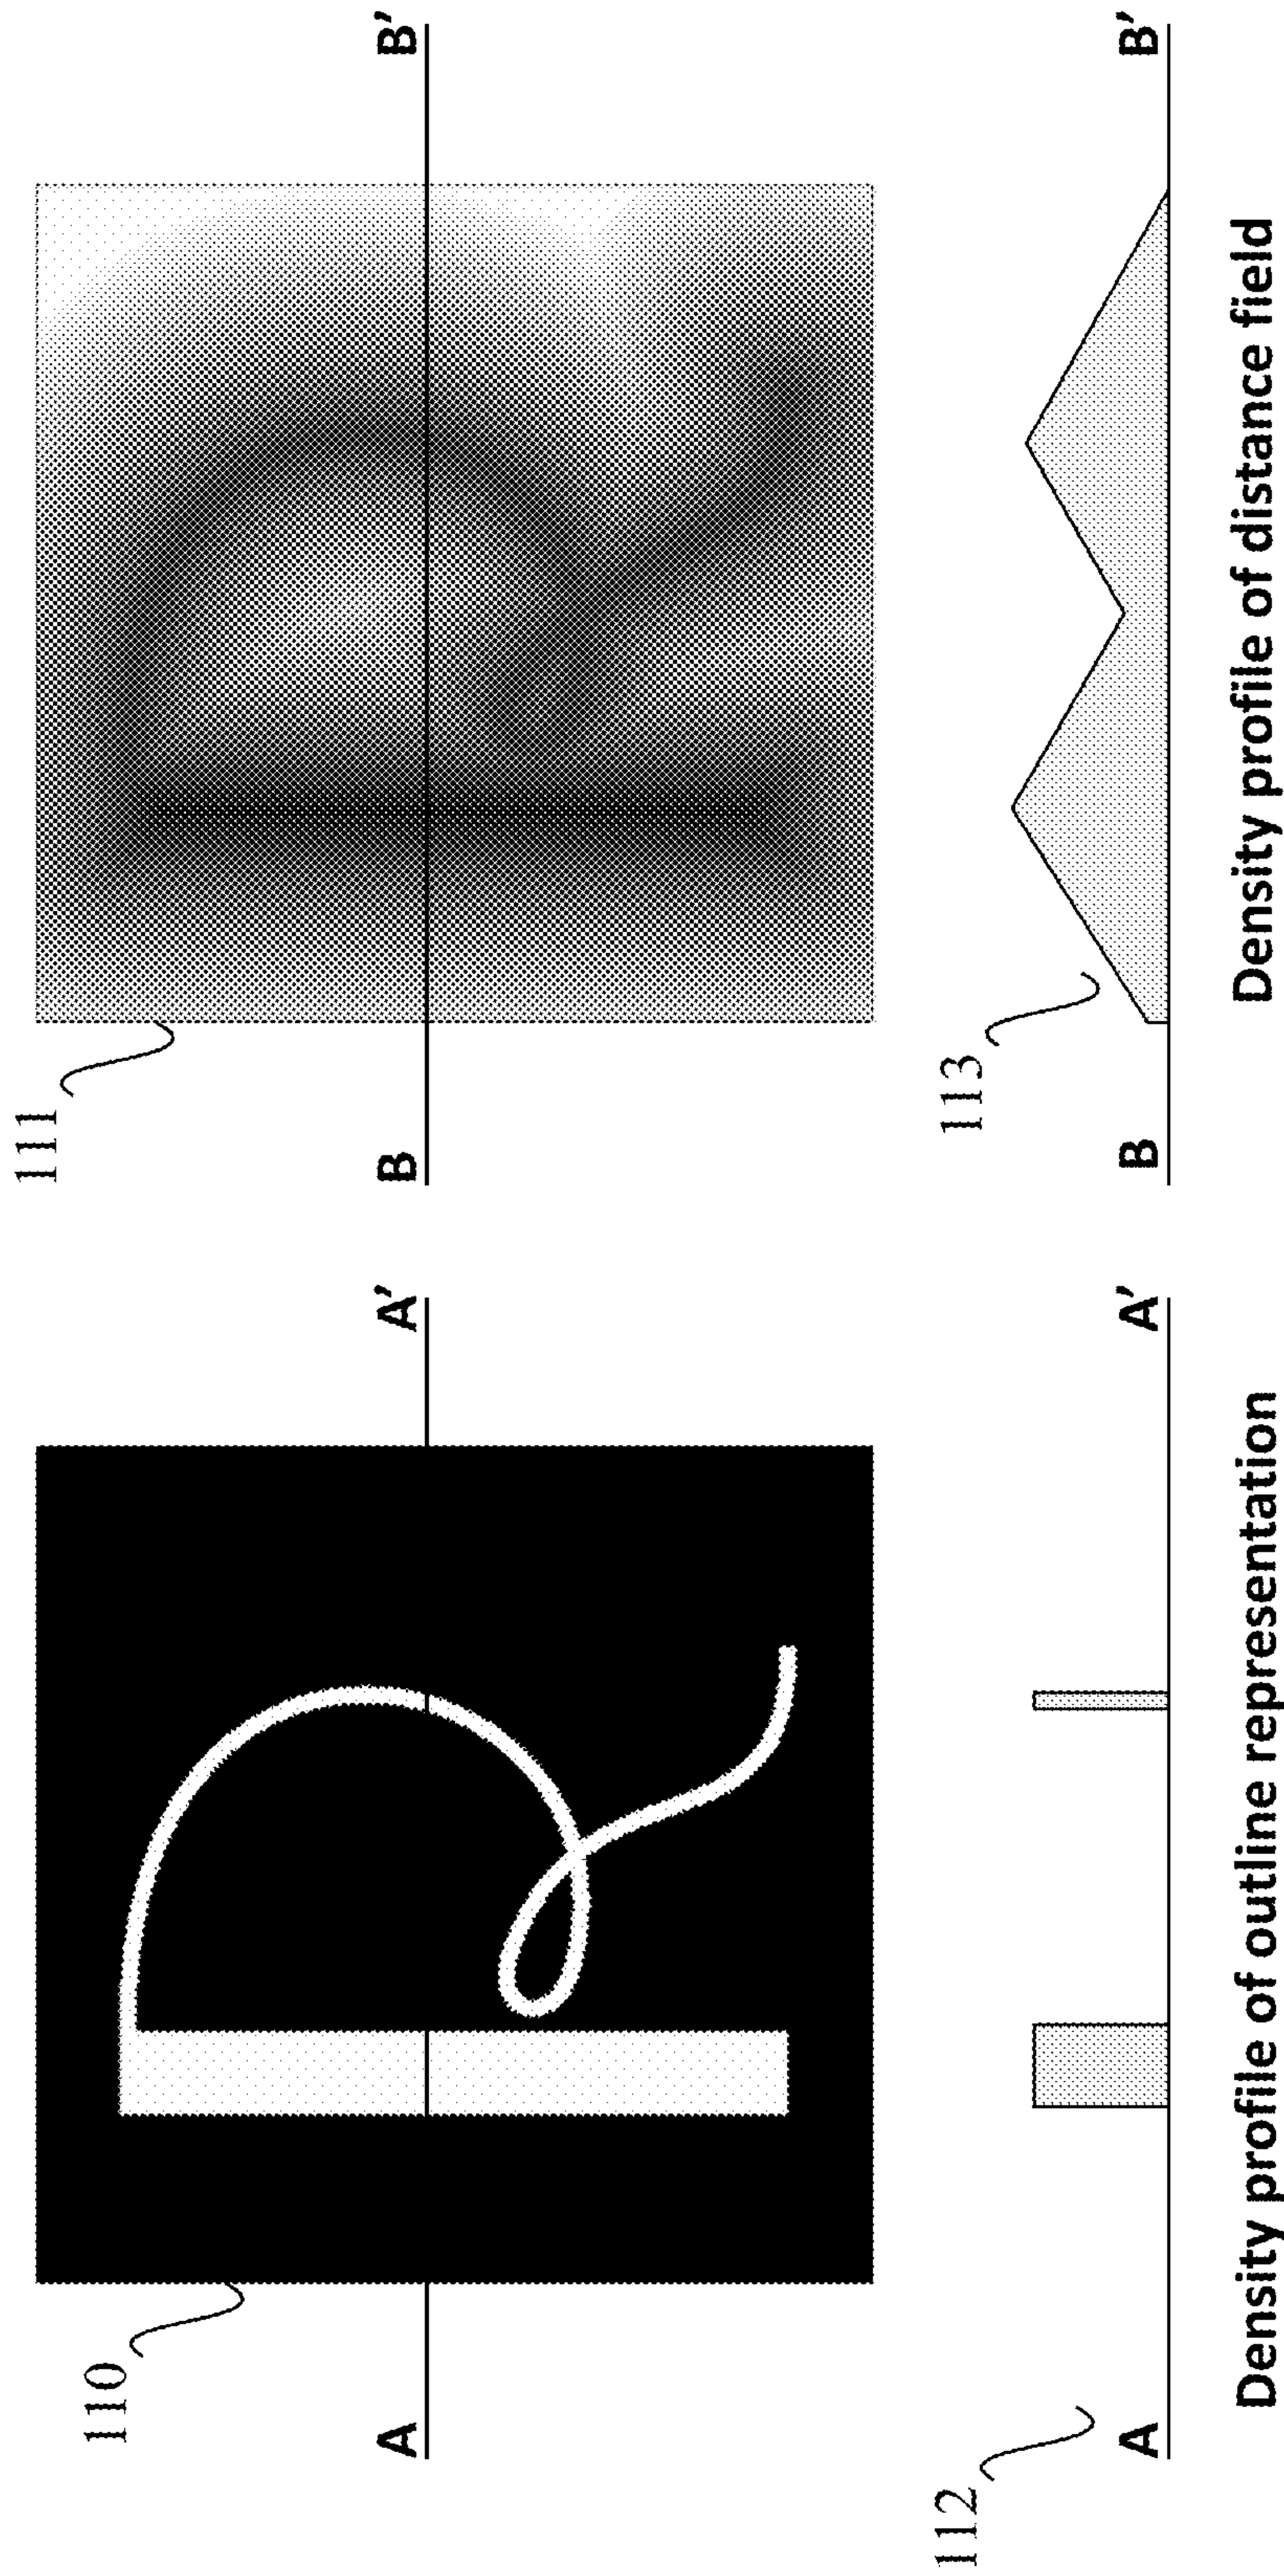 110
A A'
112
A A'
Density profile of outline representation
111
B B'
113
B B'
Density profile of distance field